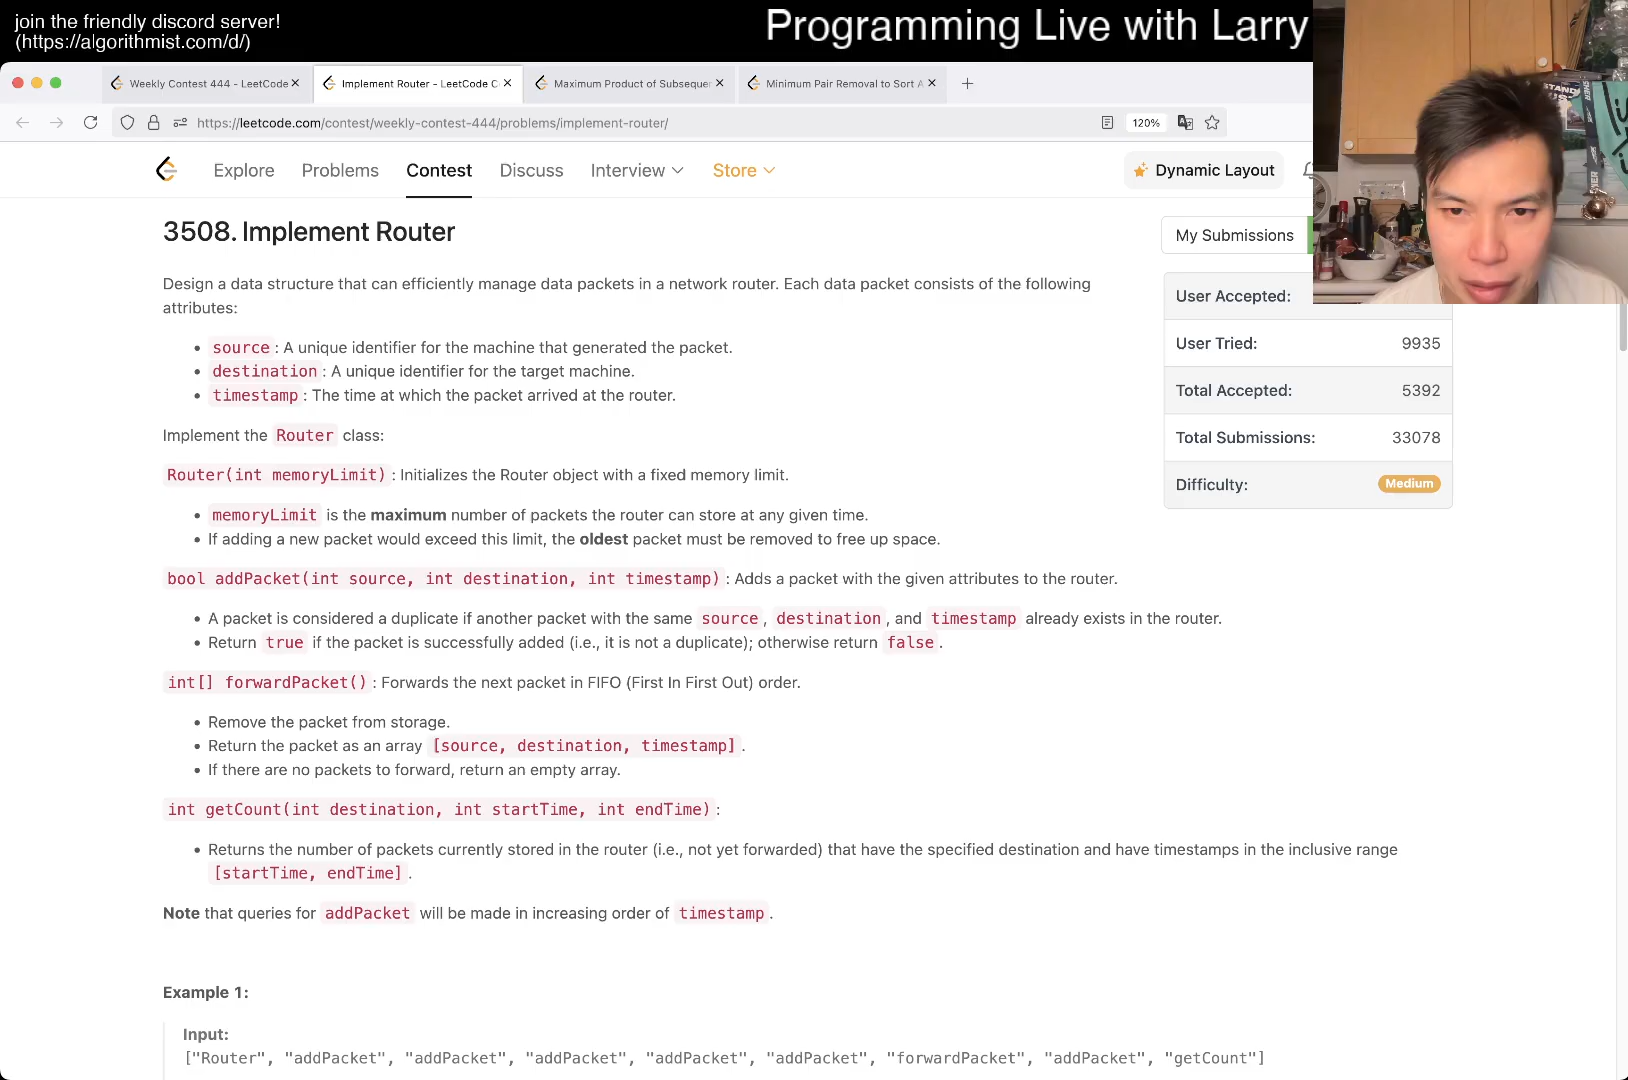 join the friendly discord server!
(https://algorithmist.com/d/)
Programming Live with Larry
Weekly Contest 444 - LeetCode
Implement Router - LeetCode C
Maximum Product of Subsequen
Minimum Pair Removal to Sort A
https://leetcode.com/contest/weekly-contest-444/problems/implement-router/
120%
Explore
Problems
Contest
Discuss
Interview
Store
Dynamic Layout
3508. Implement Router
My Submissions
Design a data structure that can efficiently manage data packets in a network router. Each data packet consists of the following
attributes:
• source : A unique identifier for the machine that generated the packet.
• destination : A unique identifier for the target machine.
• timestamp : The time at which the packet arrived at the router.
User Accepted:
User Tried: 9935
Total Accepted: 5392
Total Submissions: 33078
Difficulty: Medium
Implement the Router class:
Router(int memoryLimit) : Initializes the Router object with a fixed memory limit.
• memoryLimit is the maximum number of packets the router can store at any given time.
• If adding a new packet would exceed this limit, the oldest packet must be removed to free up space.
bool addPacket(int source, int destination, int timestamp) : Adds a packet with the given attributes to the router.
• A packet is considered a duplicate if another packet with the same source , destination , and timestamp already exists in the router.
• Return true if the packet is successfully added (i.e., it is not a duplicate); otherwise return false .
int[] forwardPacket() : Forwards the next packet in FIFO (First In First Out) order.
• Remove the packet from storage.
• Return the packet as an array [source, destination, timestamp] .
• If there are no packets to forward, return an empty array.
int getCount(int destination, int startTime, int endTime) :
• Returns the number of packets currently stored in the router (i.e., not yet forwarded) that have the specified destination and have timestamps in the inclusive range
[startTime, endTime] .
Note that queries for addPacket will be made in increasing order of timestamp .
Example 1:
Input:
["Router", "addPacket", "addPacket", "addPacket", "addPacket", "addPacket", "forwardPacket", "addPacket", "getCount"]